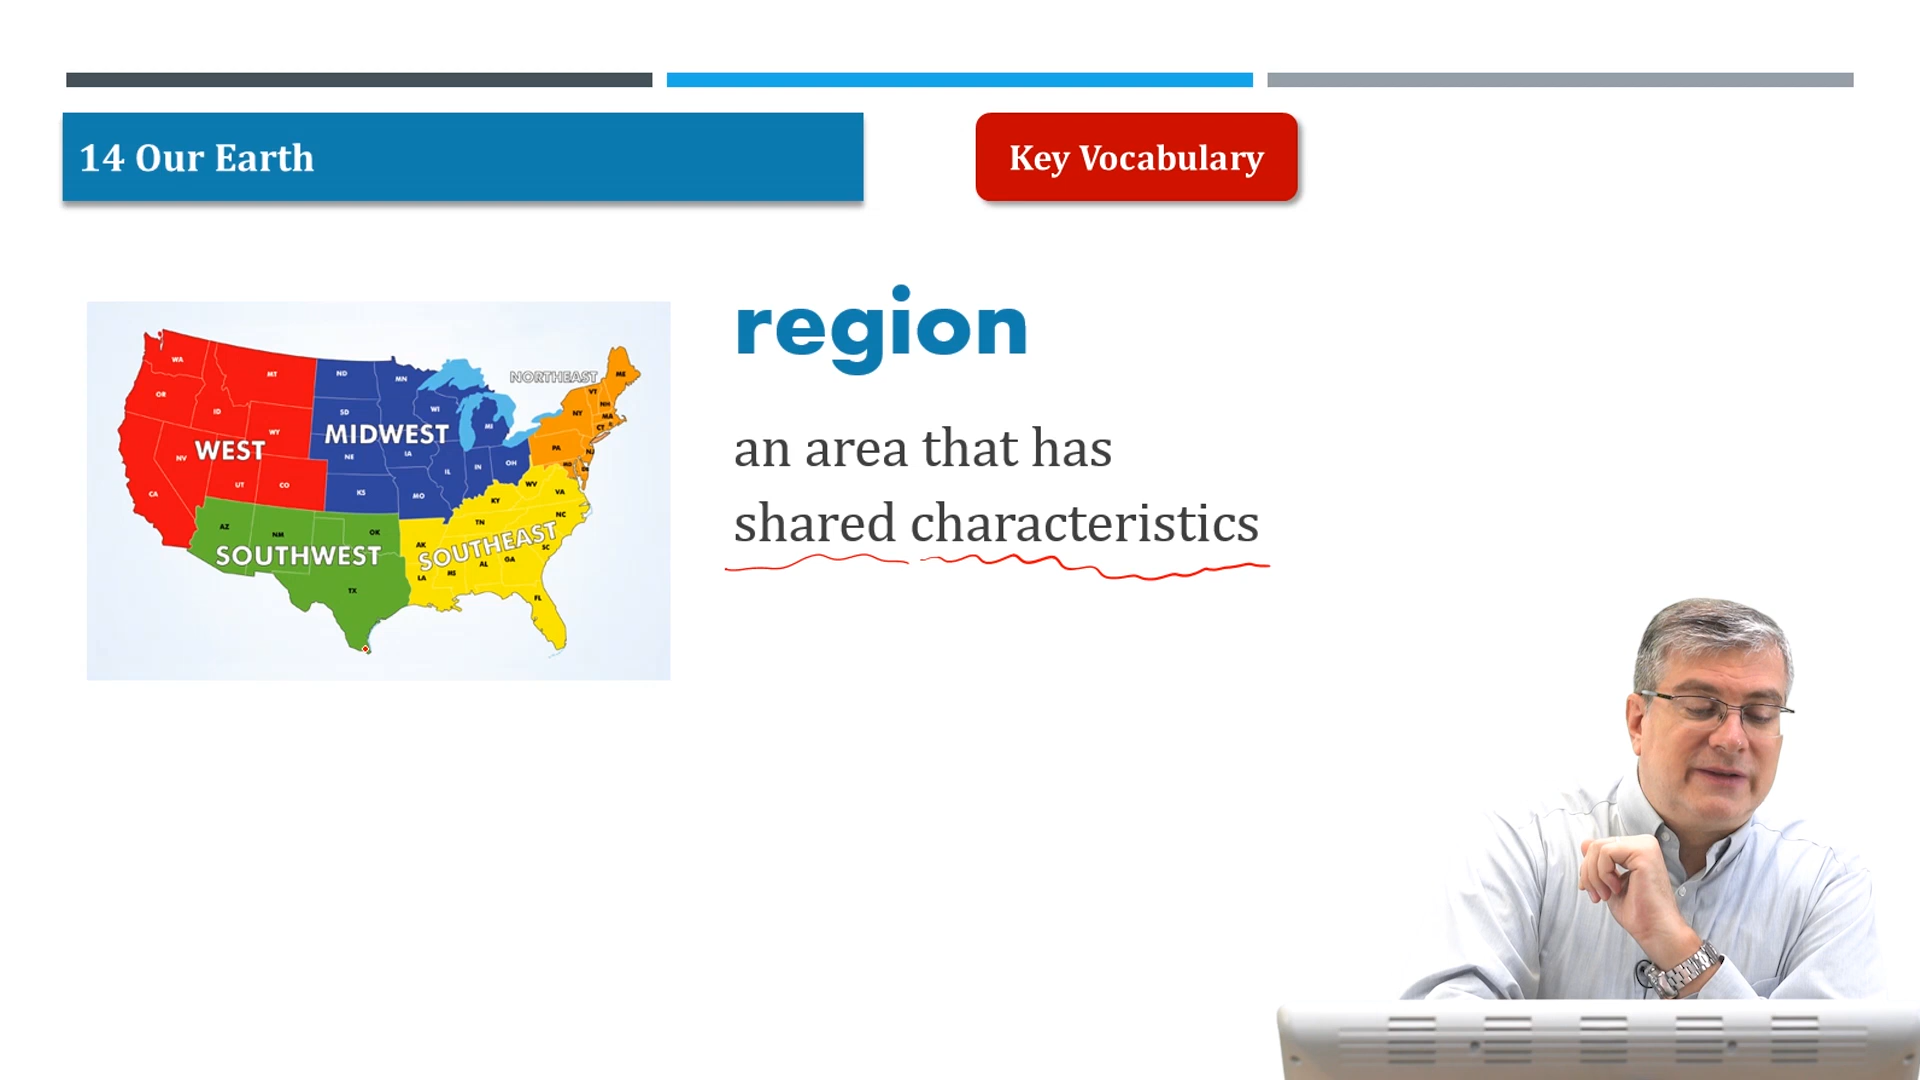 14 Our Earth
Key Vocabulary
region
an area that has
shared characteristics
WEST
MIDWEST
NORTHEAST
SOUTHWEST
SOUTHEAST
WA
OR
CA
NV
ID
MT
WY
UT
CO
ND
SD
NE
KS
MN
IA
MO
WI
IL
IN
MI
OH
AZ
NM
OK
TX
AK
LA
MS
AL
GA
FL
SC
NC
TN
KY
WV
VA
PA
NY
VT
NH
MA
CT
ME
NJ
MD